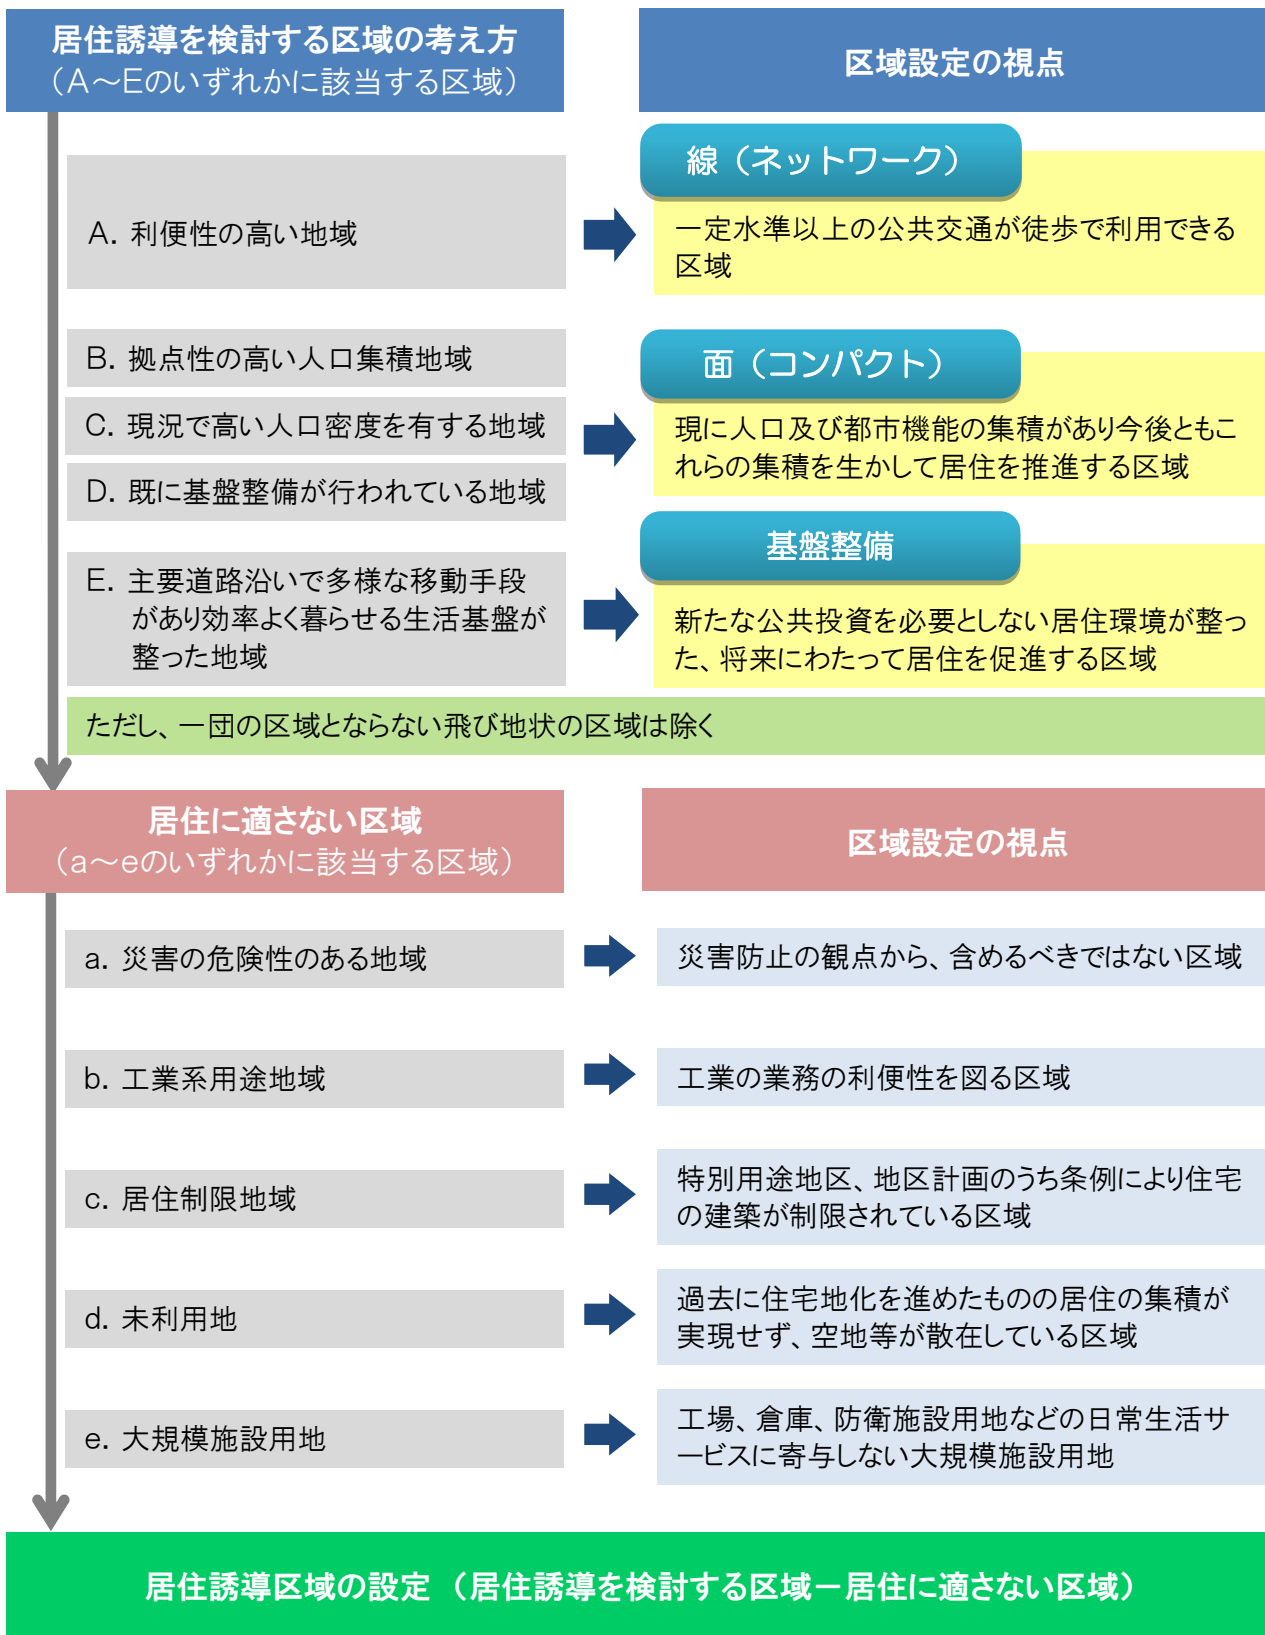 居住誘導を検討する区域の考え方
（A～Eのいずれかに該当する区域）
区域設定の視点
線（ネットワーク）
A. 利便性の高い地域
一定水準以上の公共交通が徒歩で利用できる
区域
B. 拠点性の高い人口集積地域
C. 現況で高い人口密度を有する地域
D. 既に基盤整備が行われている地域
面（コンパクト）
現に人口及び都市機能の集積があり今後ともこ
れらの集積を生かして居住を推進する区域
E. 主要道路沿いで多様な移動手段
があり効率よく暮らせる生活基盤が
整った地域
基盤整備
新たな公共投資を必要としない居住環境が整っ
た、将来にわたって居住を促進する区域
ただし、一団の区域とならない飛び地状の区域は除く
居住に適さない区域
（a～eのいずれかに該当する区域）
区域設定の視点
a. 災害の危険性のある地域
災害防止の観点から、含めるべきではない区域
b. 工業系用途地域
工業の業務の利便性を図る区域
c. 居住制限地域
特別用途地区、地区計画のうち条例により住宅
の建築が制限されている区域
d. 未利用地
過去に住宅地化を進めたものの居住の集積が
実現せず、空地等が散在している区域
e. 大規模施設用地
工場、倉庫、防衛施設用地などの日常生活サ
ービスに寄与しない大規模施設用地
居住誘導区域の設定 （居住誘導を検討する区域－居住に適さない区域）